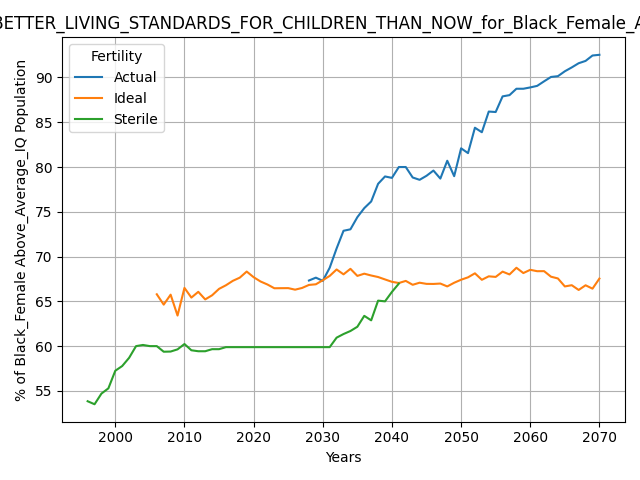 BETTER_LIVING_STANDARDS_FOR_CHILDREN_THAN_NOW_for_Black_Female_A
Fertility
Actual
Ideal
Sterile
% of Black_Female Above_Average_IQ Population
90
85
80
75
70
65
60
55
2000 2010 2020 2030 2040 2050 2060 2070
Years